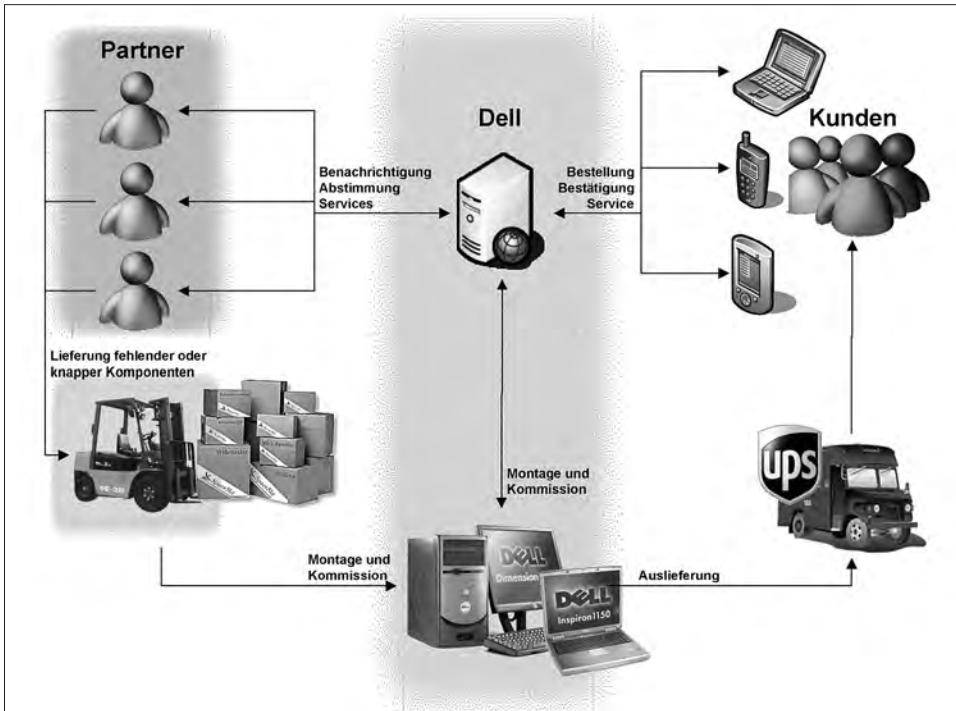 Partner
Dell
Kunden
Benachrichtigung
Abstimmung
Services
Bestellung
Bestätigung
Service
Lieferung fehlender oder
knapper Komponenten
ups
Montage und
Kommission
Montage und
Kommission
DELL
Dimension
DELL
Inspiron1150
Auslieferung